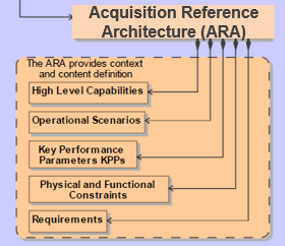 Acquisition Reference
Architecture (ARA)
The ARA provides context
and content definition
High Level Capabilities
Operational Scenarios
Key Performance
Parameters KPPs
Physical and Functional
Constraints
Requirements